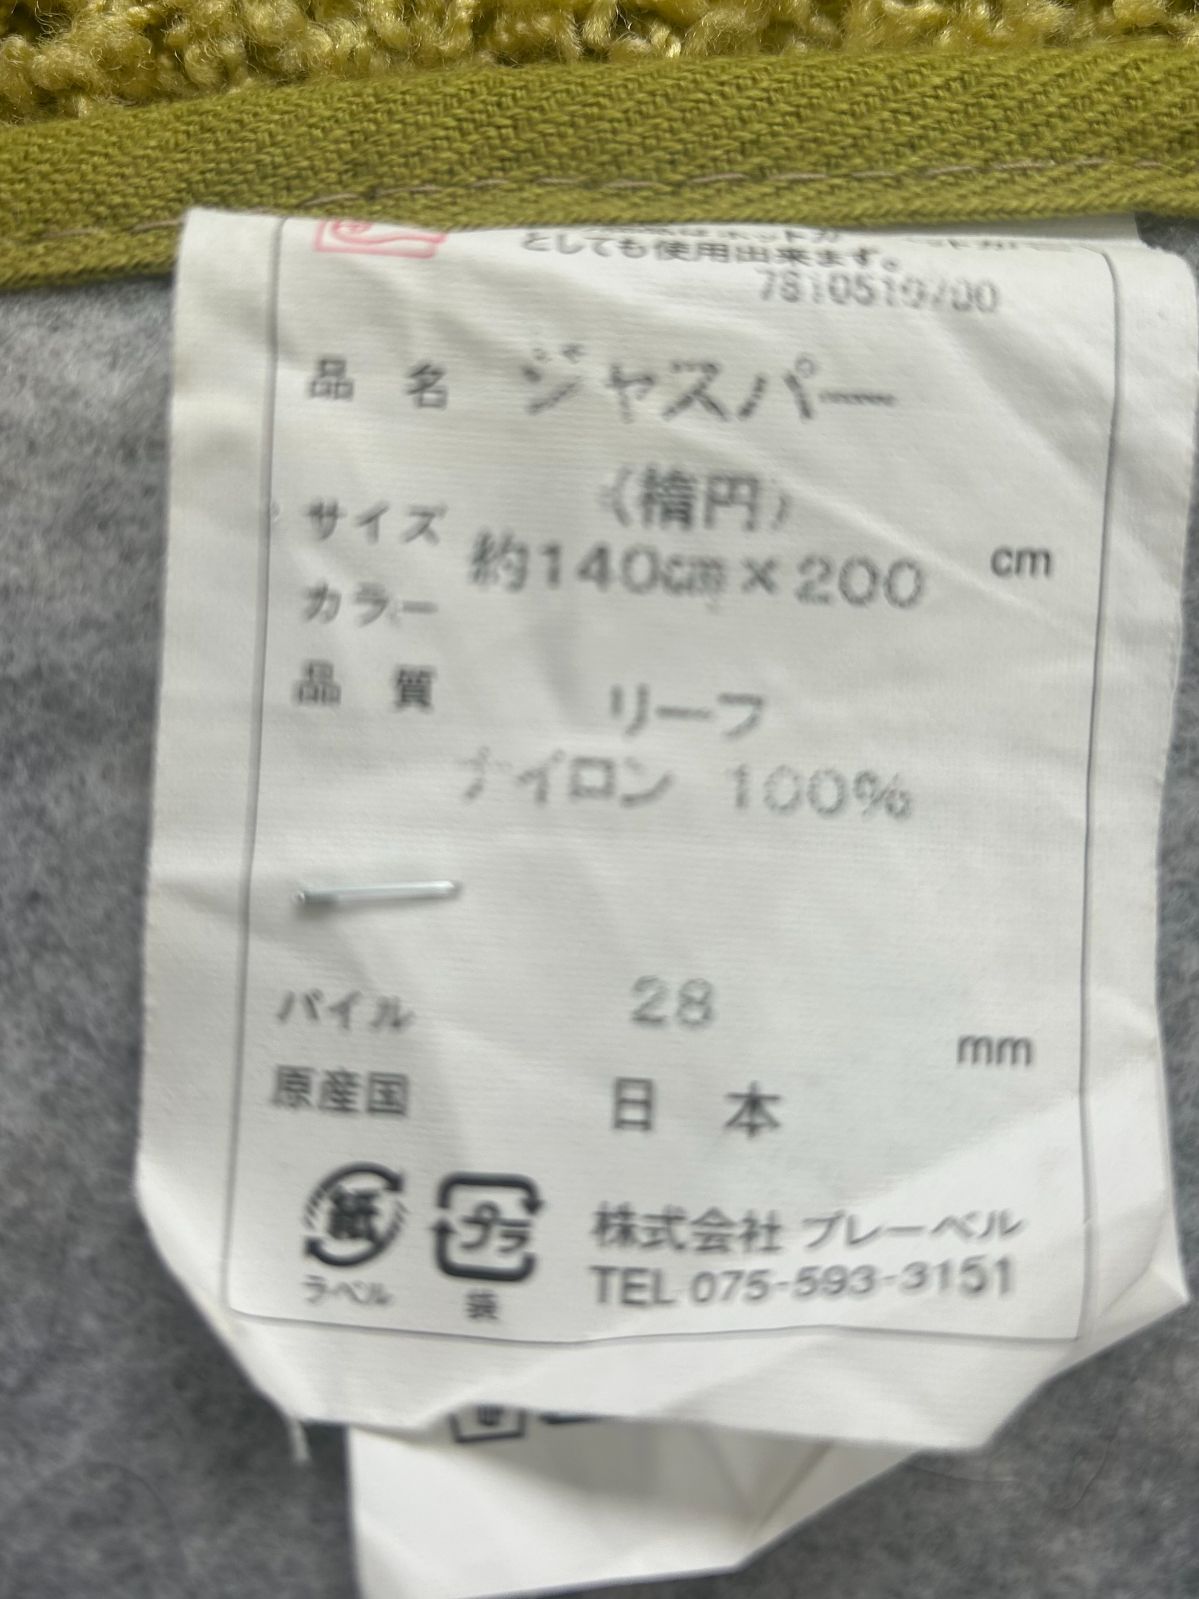 としても使用出来ます。
品 名 ジャスパー
(楕円)
サイズ 約140㎝×200 cm
カラー
品 質 リーフ
ナイロン 100%
パイル 28 mm
原産国 日 本
紙 プラ 株式会社 プレーベル
ラベル 袋 TEL 075-593-3151